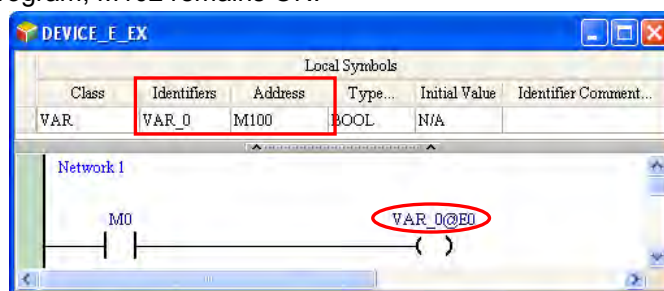 DEVICE_E_EX
Local Symbols
Class Identifiers Address Type... Initial Value Identifier Comment...
VAR VAR_0 M100 BOOL N/A
Network 1
M0 VAR_0@E0